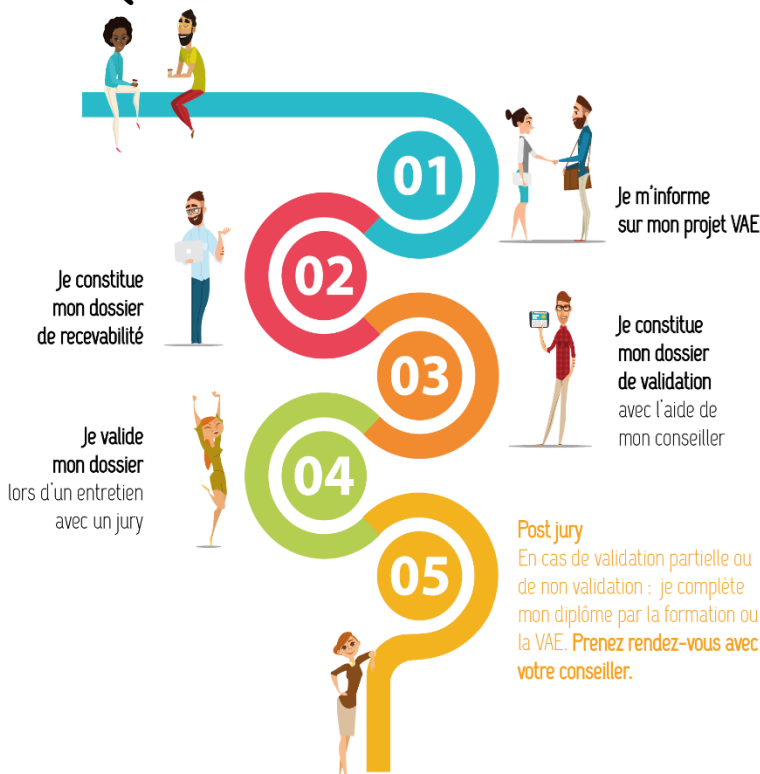 01
Je m'informe
sur mon projet VAE
02
Je constitue
mon dossier
de recevabilité
03
Je constitue
mon dossier
de validation
avec l'aide de
mon conseiller
04
Je valide
mon dossier
lors d'un entretien
avec un jury
05
Post jury
En cas de validation partielle ou
de non validation : je complète
mon diplôme par la formation ou
la VAE. Prenez rendez-vous avec
votre conseiller.